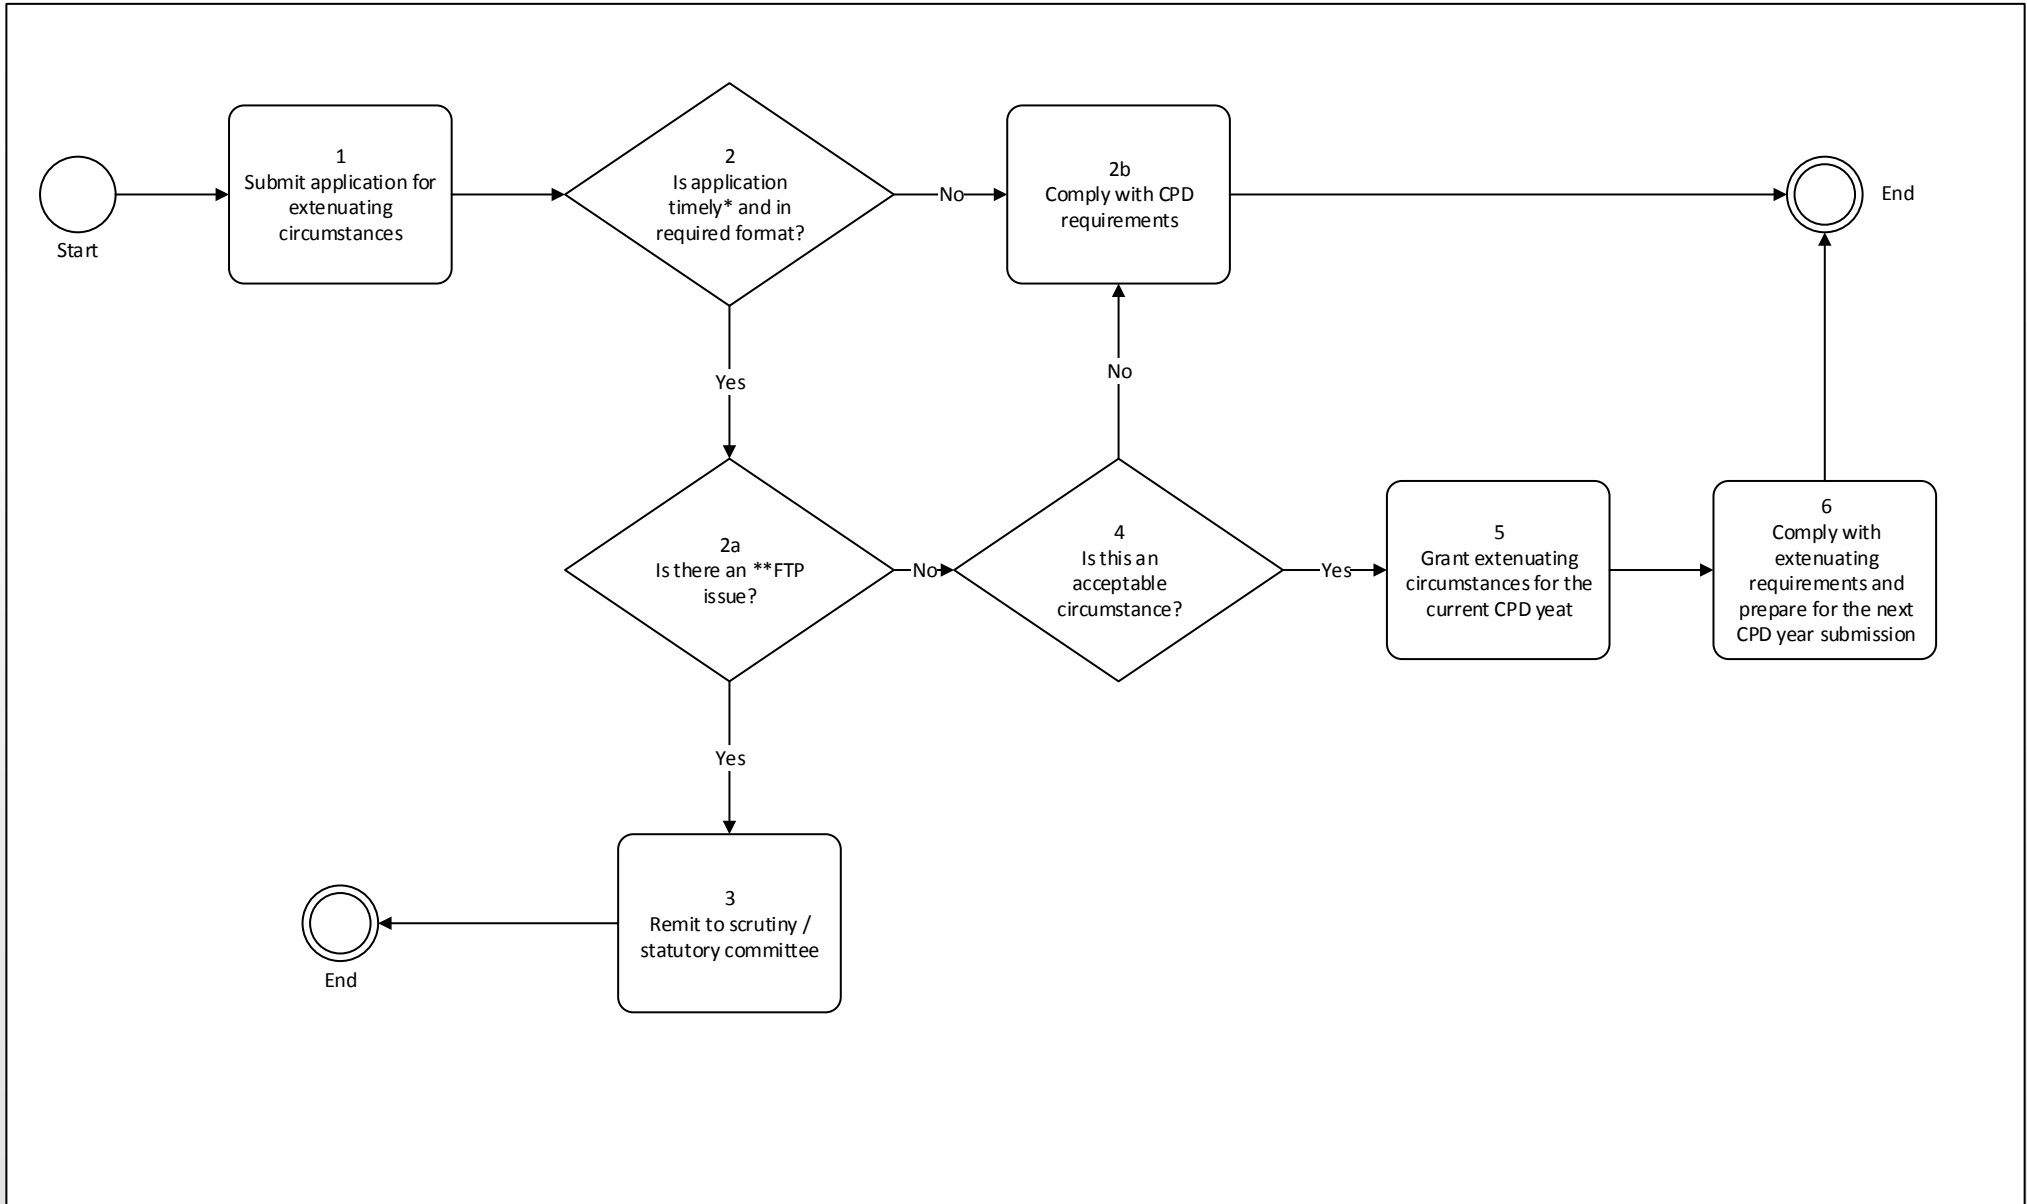 1
Submit application for
extenuating
circumstances
Start
2
Is application
timely* and in
required format?
No
2b
Comply with CPD
requirements
End
Yes
No
2a
Is there an **FTP
issue?
No
4
Is this an
acceptable
circumstance?
Yes
5
Grant extenuating
circumstances for the
current CPD yeat
6
Comply with
extenuating
requirements and
prepare for the next
CPD year submission
Yes
3
Remit to scrutiny /
statutory committee
End